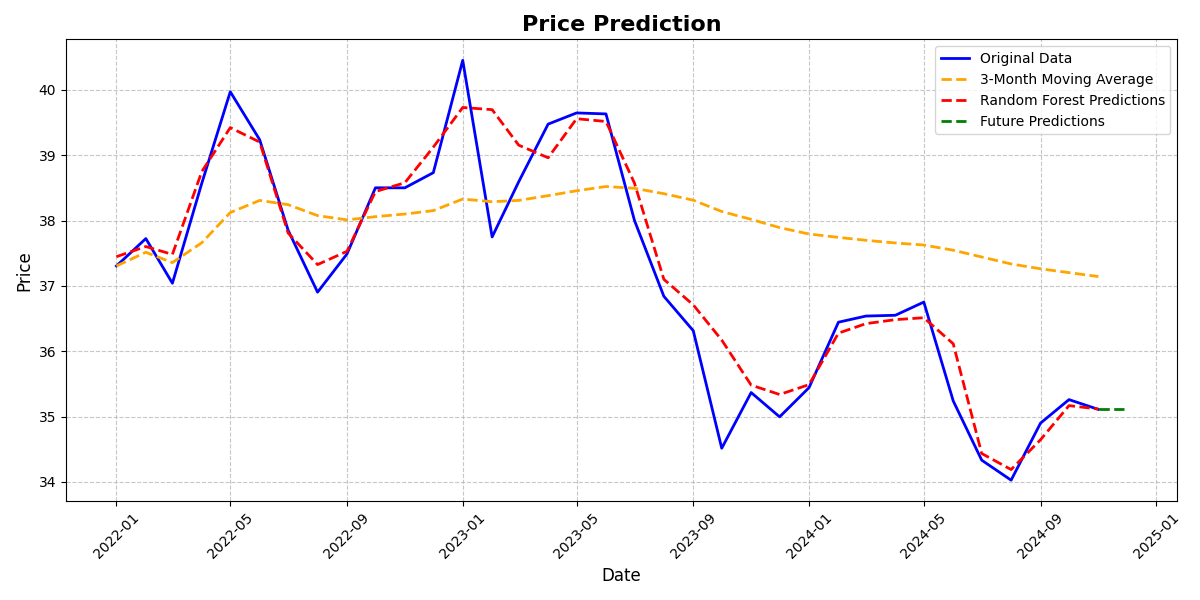 Price Prediction
Original Data
3-Month Moving Average
Random Forest Predictions
Future Predictions
40
39
38
37
36
35
34
Price
2022-01
2022-05
2022-09
2023-01
2023-05
2023-09
2024-01
2024-05
2024-09
2025-01
Date